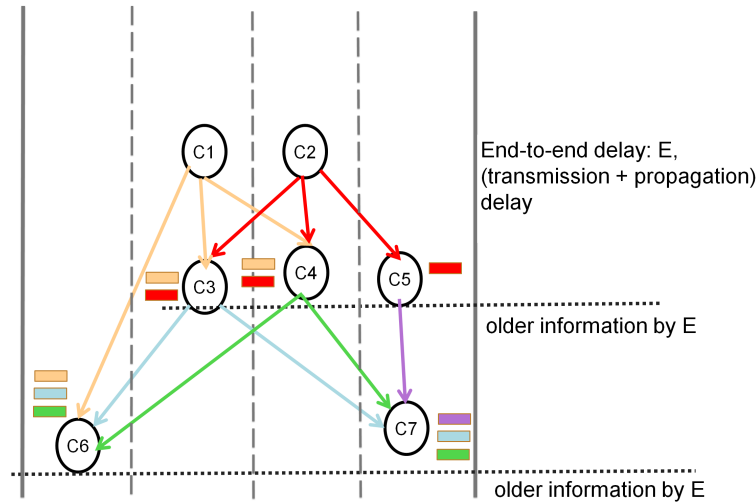 C1
C2
End-to-end delay: E,
(transmission + propagation)
delay
C3
C4
C5
older information by E
C6
C7
older information by E